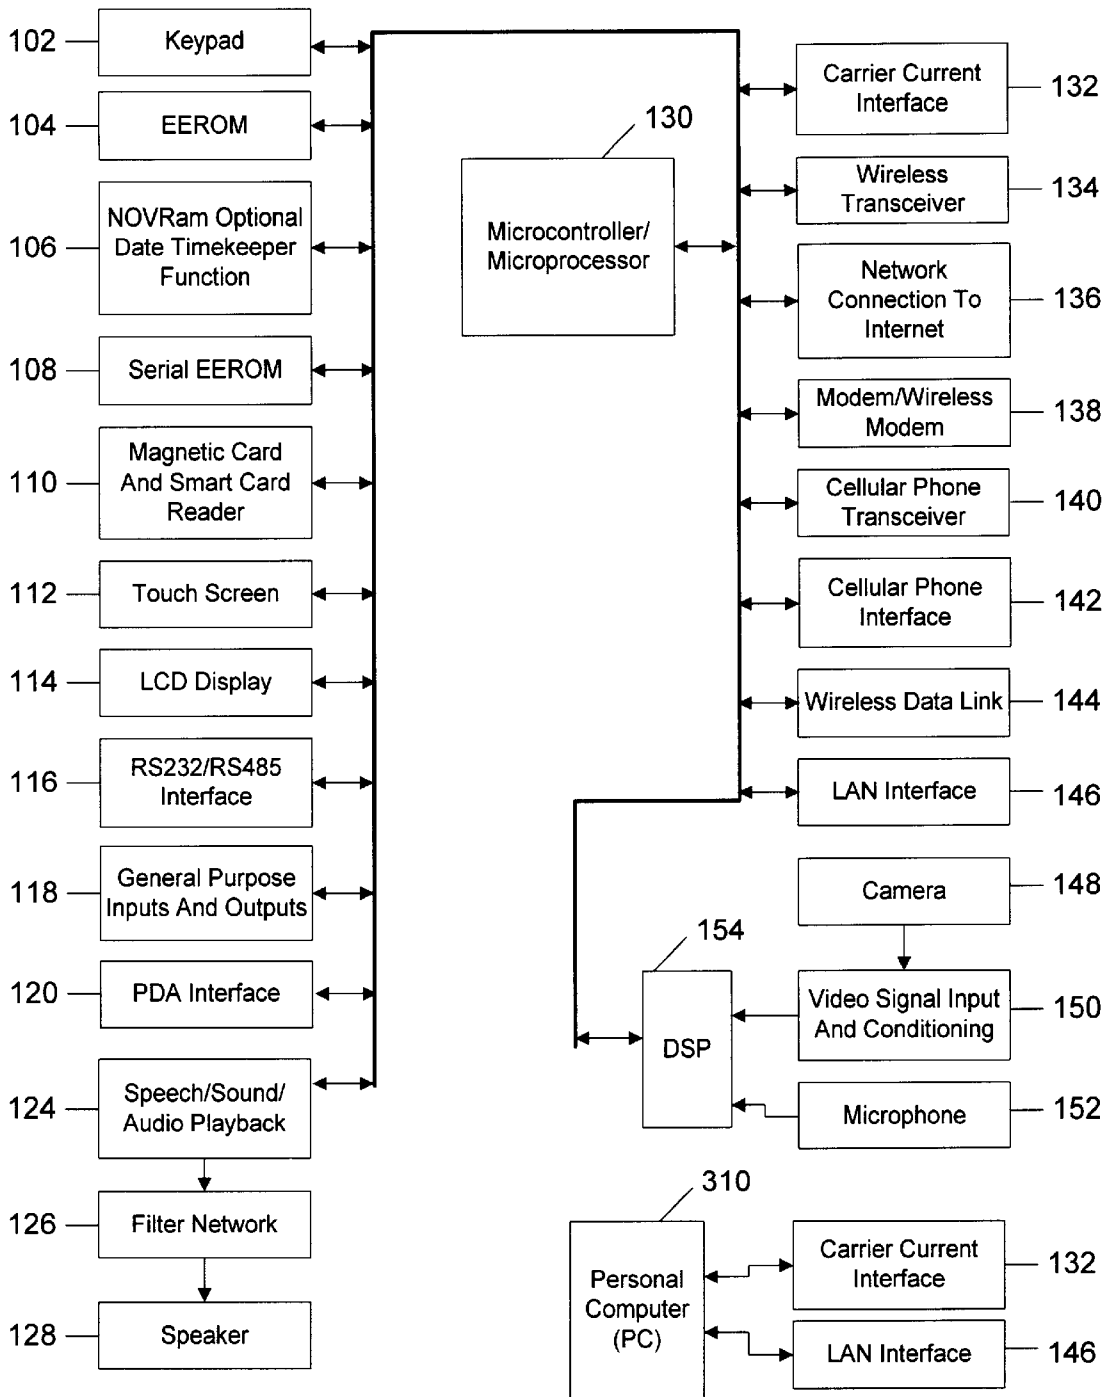 102
Keypad
104
EEROM
106
NOVRam Optional
Date Timekeeper
Function
108
Serial EEROM
110
Magnetic Card
And Smart Card
Reader
112
Touch Screen
114
LCD Display
116
RS232/RS485
Interface
118
General Purpose
Inputs And Outputs
120
PDA Interface
124
Speech/Sound/
Audio Playback
126
Filter Network
128
Speaker
130
Microcontroller/
Microprocessor
Carrier Current
Interface
132
Wireless
Transceiver
134
Network
Connection To
Internet
136
Modem/Wireless
Modem
138
Cellular Phone
Transceiver
140
Cellular Phone
Interface
142
Wireless Data Link
144
LAN Interface
146
Camera
148
154
DSP
Video Signal Input
And Conditioning
150
Microphone
152
310
Personal
Computer
(PC)
Carrier Current
Interface
132
LAN Interface
146